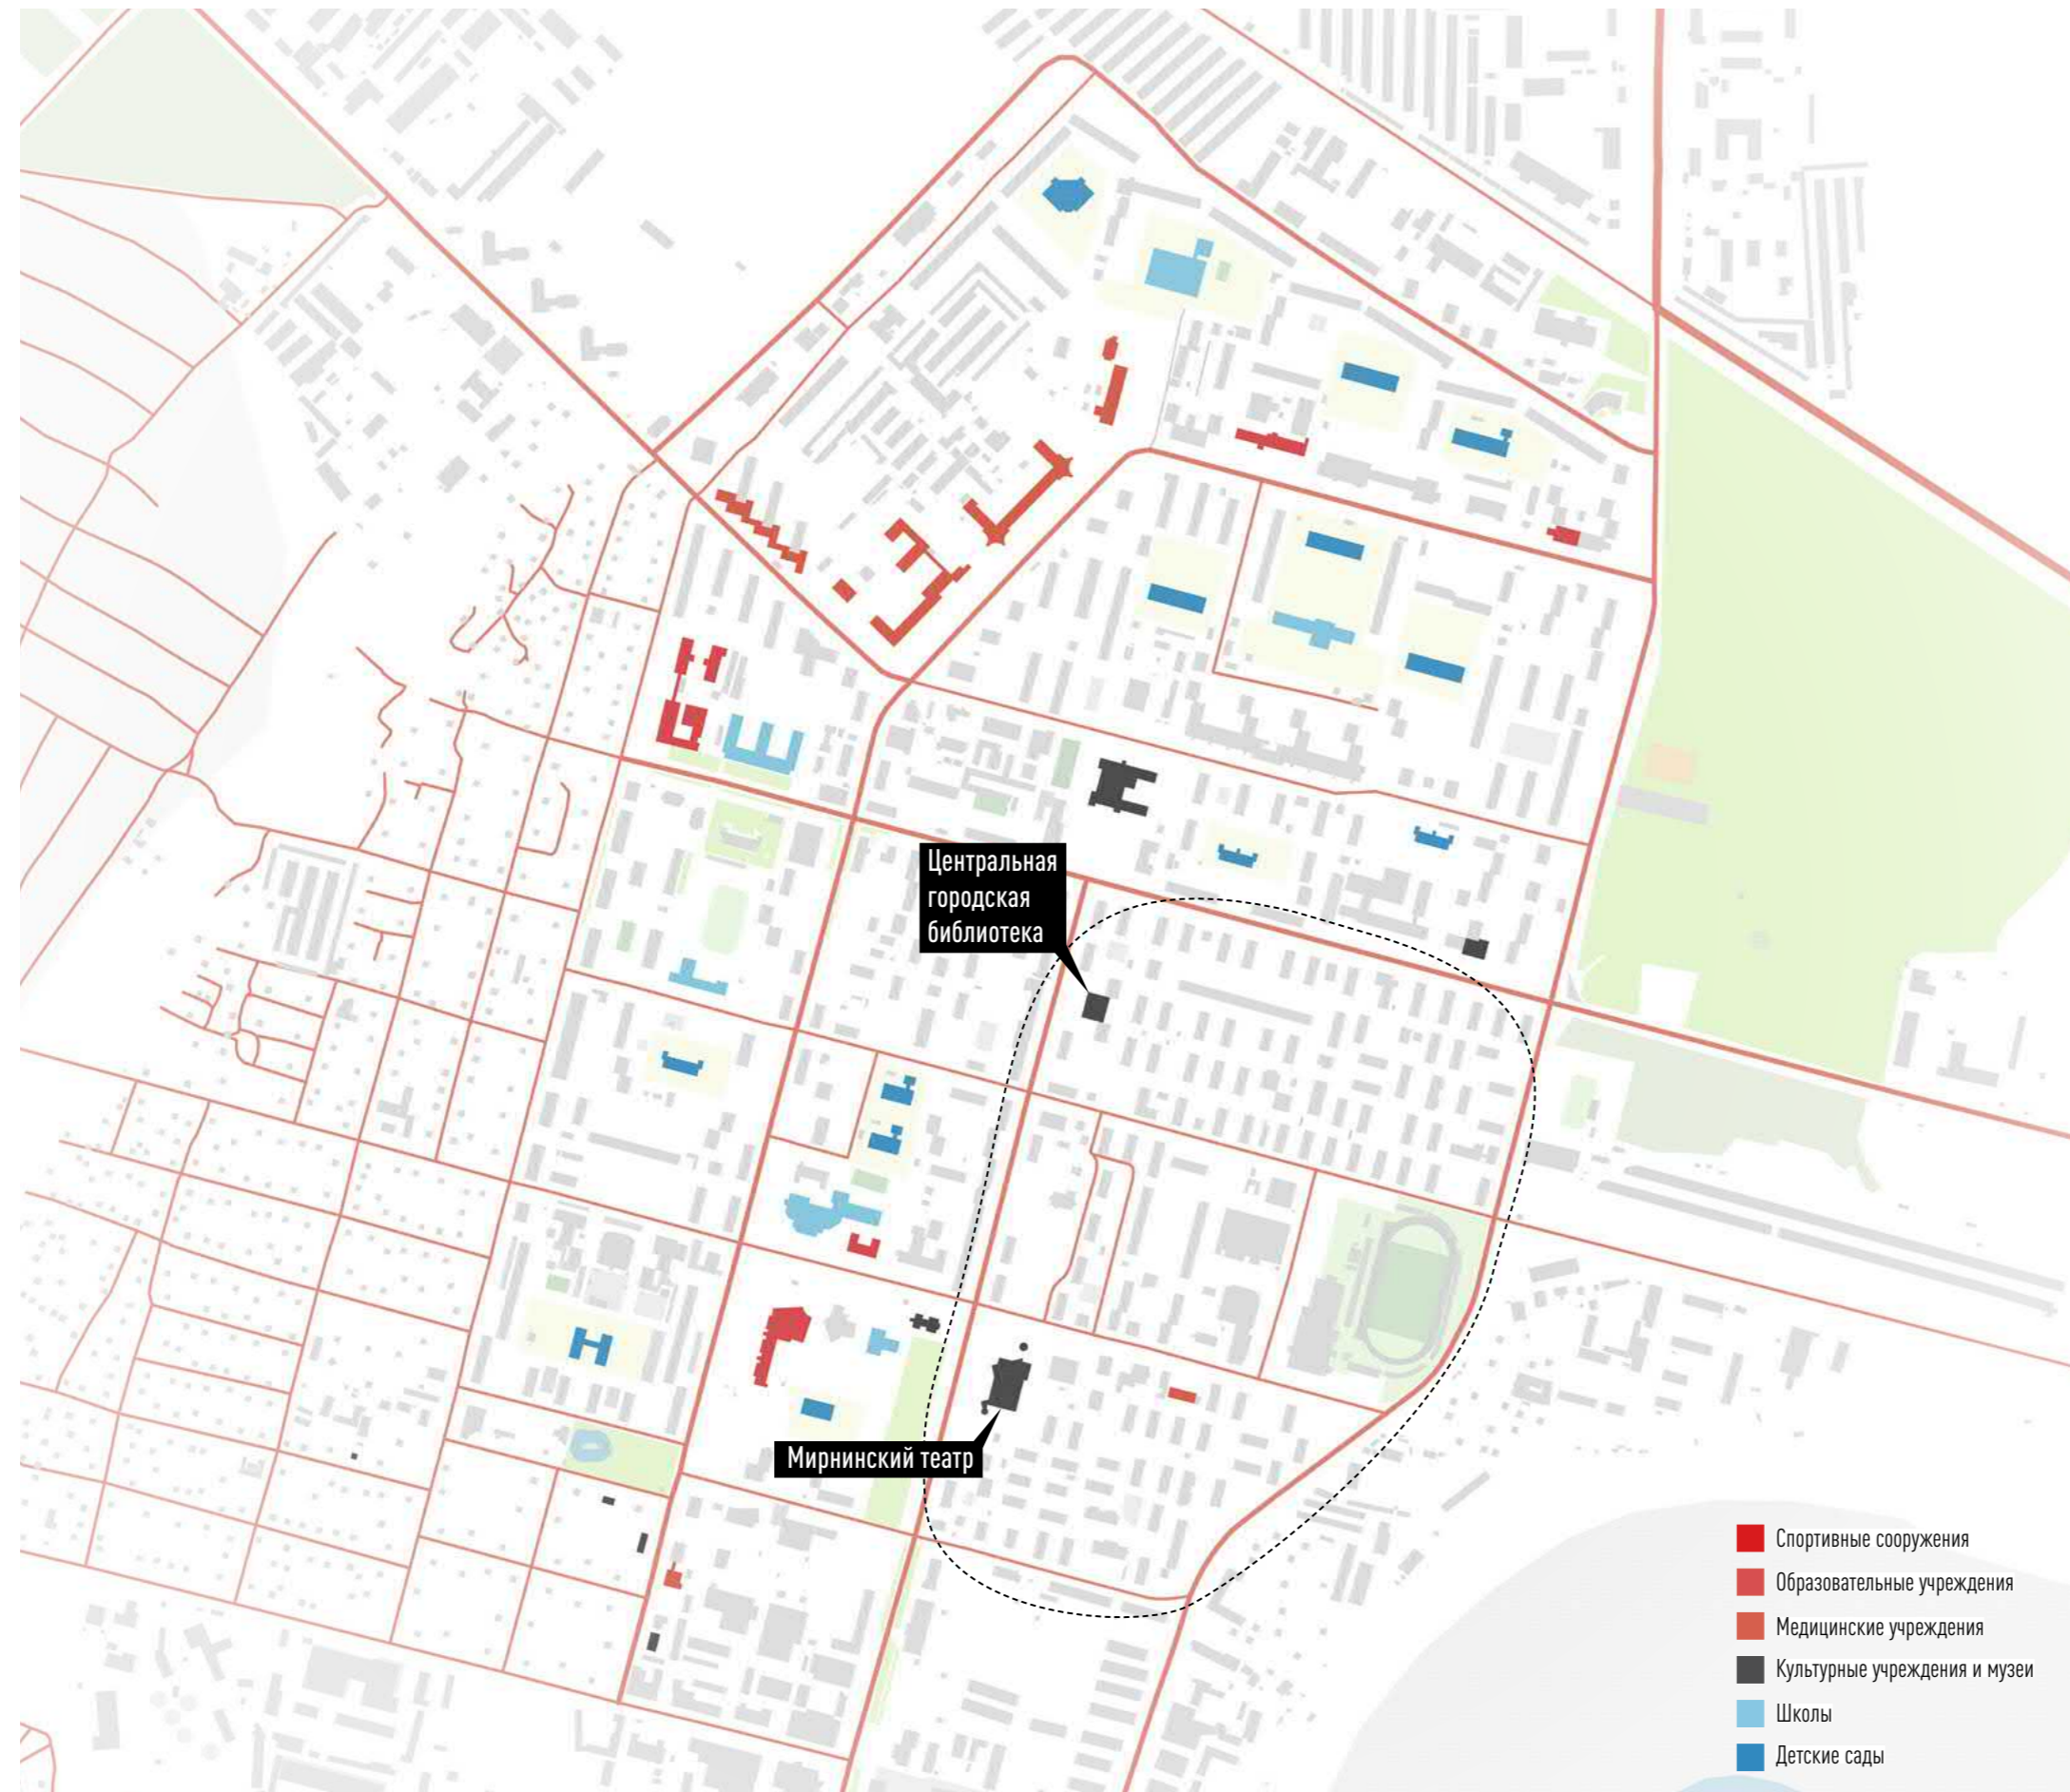 Центральная
городская
библиотека
Мирнинский театр
Спортивные сооружения
Образовательные учреждения
Медицинские учреждения
Культурные учреждения и музеи
Школы
Детские сады